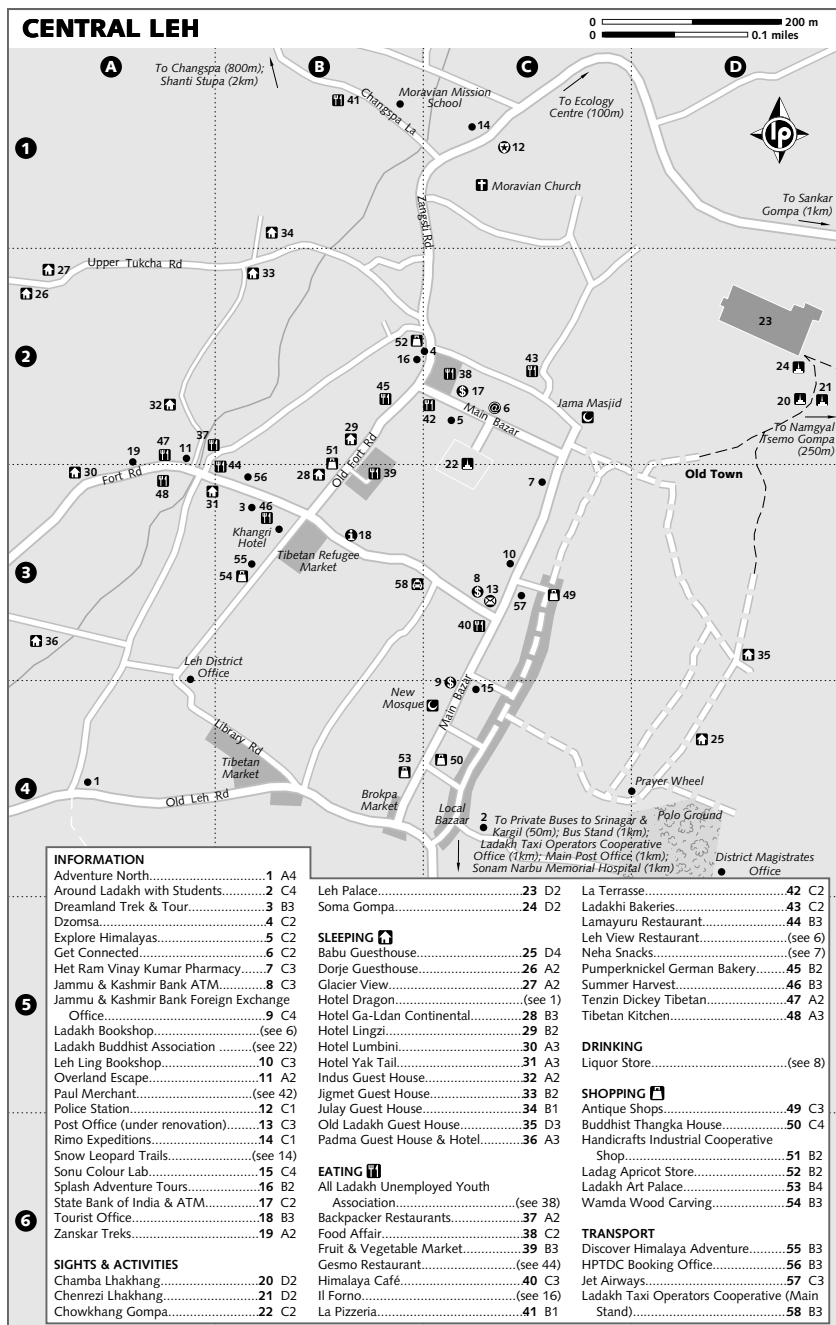 CENTRAL LEH
0 200 m
0 0.1 miles
A
B
C
D
To Changspa (800m);
Shanti Stupa (2km)
41
Moravian Mission
School
Changspa La
14
To Ecology
Centre (100m)
lp
1
12
Moravian Church
To Sankar
Gompa (1km)
Zangsti Rd
34
27
Upper Tukcha Rd
33
26
23
2
52
4
16
43
38
24
17
21
45
Jama Masjid
20
32
42
6
5
Main Bazar
29
To Namgyal
Tsemo Gompa
(250m)
37
47
51
19
11
Old Fort Rd
22
44
Old Town
30
Fort Rd
56
28
39
7
48
31
3
46
Khangri
Hotel
18
Tibetan Refugee
Market
10
3
55
54
58
8
13
49
57
40
36
35
Leh District
Office
9
15
New
Mosque
Main Bazar
25
Library Rd
53
50
Tibetan
Market
4
1
Prayer Wheel
Old Leh Rd
Brokpa
Market
Local
Bazaar
Polo Ground
2
To Private Buses to Srinagar &
Kargil (50m); Bus Stand (1km);
Ladakh Taxi Operators Cooperative
Office (1km); Main Post Office (1km);
Sonam Narbu Memorial Hospital (1km)
District Magistrates
Office
5
6
INFORMATION
Adventure North...1 A4
Around Ladakh with Students...2 C4
Dreamland Trek & Tour...3 B3
Dzomsa...4 C2
Explore Himalayas...5 C2
Get Connected...6 C2
Het Ram Vinay Kumar Pharmacy...7 C3
Jammu & Kashmir Bank ATM...8 C3
Jammu & Kashmir Bank Foreign Exchange
Office...9 C4
Ladakh Bookshop...(see 6)
Ladakh Buddhist Association...(see 22)
Leh Ling Bookshop...10 C3
Overland Escape...11 A2
Paul Merchant...(see 42)
Police Station...12 C1
Post Office (under renovation)...13 C3
Rimo Expeditions...14 C1
Snow Leopard Trails...(see 14)
Sonu Colour Lab...15 C4
Splash Adventure Tours...16 B2
State Bank of India & ATM...17 C2
Tourist Office...18 B3
Zanskar Treks...19 A2
SIGHTS & ACTIVITIES
Chamba Lhakhang...20 D2
Chenrezi Lhakhang...21 D2
Chowkhang Gompa...22 C2
Leh Palace...23 D2
Soma Gompa...24 D2
SLEEPING
Babu Guesthouse...25 D4
Dorje Guesthouse...26 A2
Glacier View...27 A2
Hotel Dragon...(see 1)
Hotel Ga-Ldan Continental...28 B3
Hotel Lingzi...29 B2
Hotel Lumbini...30 A3
Hotel Yak Tail...31 A3
Indus Guest House...32 A2
Jigmet Guest House...33 B2
Julay Guest House...34 B1
Old Ladakh Guest House...35 D3
Padma Guest House & Hotel...36 A3
EATING
All Ladakh Unemployed Youth
Association...(see 38)
Backpacker Restaurants...37 A2
Food Affair...38 C2
Fruit & Vegetable Market...39 B3
Gesmo Restaurant...(see 44)
Himalaya Café...40 C3
Il Forno...(see 16)
La Pizzeria...41 B1
La Terrasse...42 C2
Ladakhi Bakeries...43 C2
Lamayuru Restaurant...44 B3
Leh View Restaurant...(see 6)
Neha Snacks...(see 7)
Pumperknickel German Bakery...45 B2
Summer Harvest...46 B3
Tenzin Dickey Tibetan...47 A2
Tibetan Kitchen...48 A3
DRINKING
Liquor Store...(see 8)
SHOPPING
Antique Shops...49 C3
Buddhist Thangka House...50 C4
Handicrafts Industrial Cooperative
Shop...51 B2
Ladag Apricot Store...52 B2
Ladakh Art Palace...53 B4
Wamda Wood Carving...54 B3
TRANSPORT
Discover Himalaya Adventure...55 B3
HPTDC Booking Office...56 B3
Jet Airways...57 C3
Ladakh Taxi Operators Cooperative (Main
Stand)...58 B3